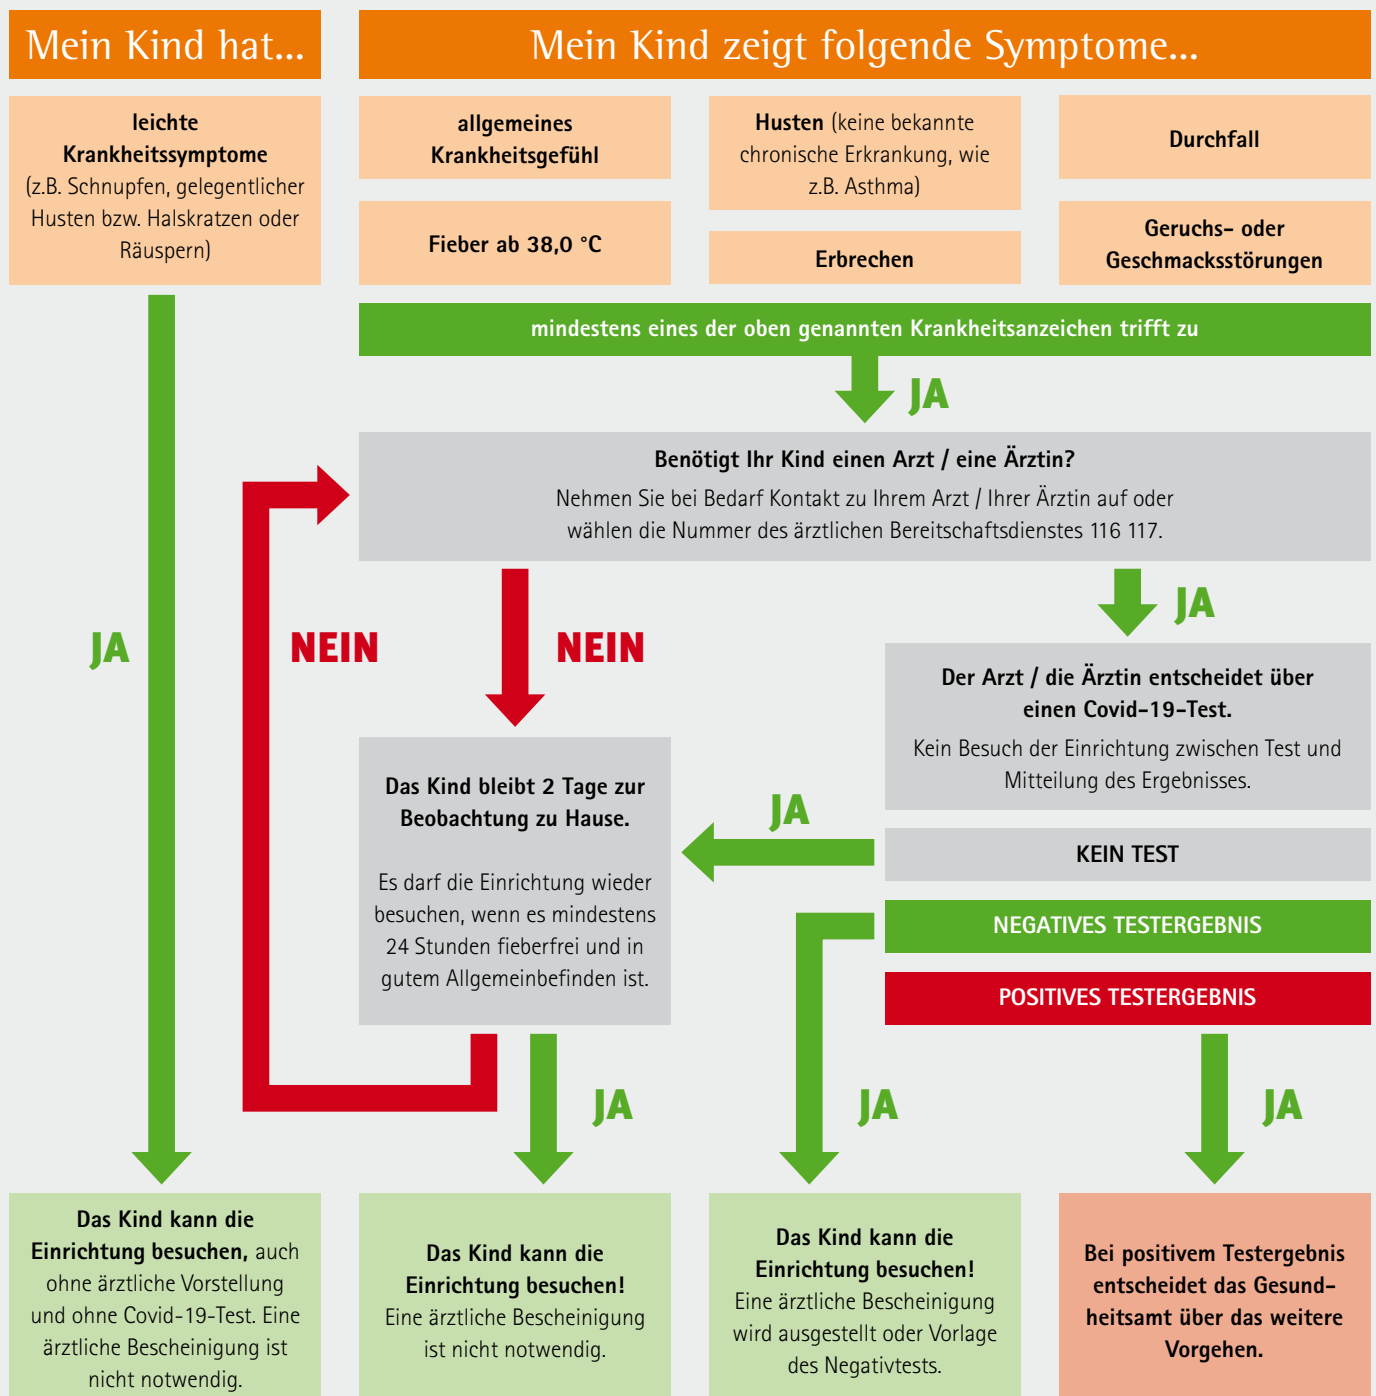 Mein Kind hat...
Mein Kind zeigt folgende Symptome...
leichte
Krankheitssymptome
(z.B. Schnupfen, gelegentlicher
Husten bzw. Halskratzen oder
Räuspern)
allgemeines
Krankheitsgefühl
Fieber ab 38,0 °C
Husten (keine bekannte
chronische Erkrankung, wie
z.B. Asthma)
Erbrechen
Durchfall
Geruchs- oder
Geschmacksstörungen
mindestens eines der oben genannten Krankheitsanzeichen trifft zu
JA
Benötigt Ihr Kind einen Arzt / eine Ärztin?
Nehmen Sie bei Bedarf Kontakt zu Ihrem Arzt / Ihrer Ärztin auf oder
wählen die Nummer des ärztlichen Bereitschaftsdienstes 116 117.
JA
NEIN
NEIN
JA
Der Arzt / die Ärztin entscheidet über
einen Covid-19-Test.
Kein Besuch der Einrichtung zwischen Test und
Mitteilung des Ergebnisses.
Das Kind bleibt 2 Tage zur
Beobachtung zu Hause.
Es darf die Einrichtung wieder
besuchen, wenn es mindestens
24 Stunden fieberfrei und in
gutem Allgemeinbefinden ist.
JA
KEIN TEST
NEGATIVES TESTERGEBNIS
POSITIVES TESTERGEBNIS
JA
JA
JA
Das Kind kann die
Einrichtung besuchen, auch
ohne ärztliche Vorstellung
und ohne Covid-19-Test. Eine
ärztliche Bescheinigung ist
nicht notwendig.
Das Kind kann die
Einrichtung besuchen!
Eine ärztliche Bescheinigung
ist nicht notwendig.
Das Kind kann die
Einrichtung besuchen!
Eine ärztliche Bescheinigung
wird ausgestellt oder Vorlage
des Negativtests.
Bei positivem Testergebnis
entscheidet das Gesund-
heitsamt über das weitere
Vorgehen.